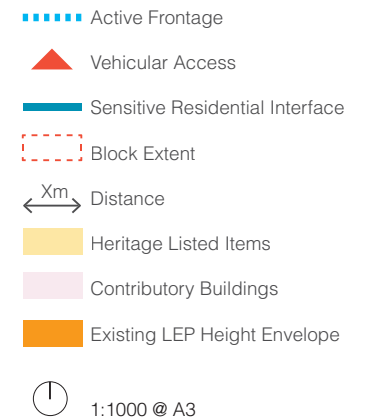 Active Frontage
Vehicular Access
Sensitive Residential Interface
Block Extent
Xm Distance
Heritage Listed Items
Contributory Buildings
Existing LEP Height Envelope
1:1000 @ A3